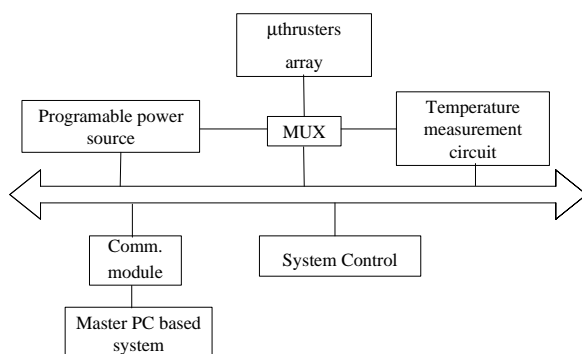 μthrusters
array
Programable power
source
MUX
Temperature
measurement
circuit
Comm.
module
System Control
Master PC based
system